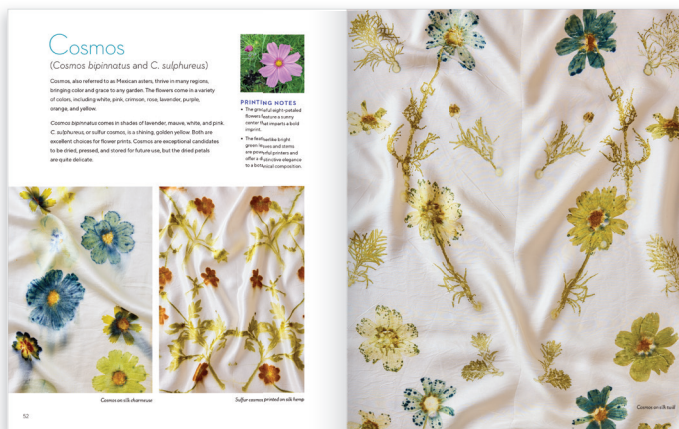 Cosmos
(Cosmos bipinnatus and C. sulphureus)
Cosmos, also referred to as Mexican asters, thrive in many regions,
bringing color and grace to any garden. The flowers come in a variety
of colors, including white, pink, crimson, rose, lavender, purple,
orange, and yellow.
Cosmos bipinnatus comes in shades of lavender, mauve, white, and pink.
C. sulphureus, or sulfur cosmos, is a shining, golden yellow. Both are
excellent choices for flower prints. Cosmos are exceptional candidates
to be dried, pressed, and stored for future use, but the dried petals
are quite delicate.
PRINTING NOTES
• The graceful eight-petaled
flowers feature a sunny
center that imparts a bold
imprint.
• The featherlike bright
green leaves and stems
are powerful printers and
offer a distinctive elegance
to a botanical composition.
Cosmos on silk charmeuse
Sulfur cosmos printed on silk hemp
Cosmos on silk twill
52